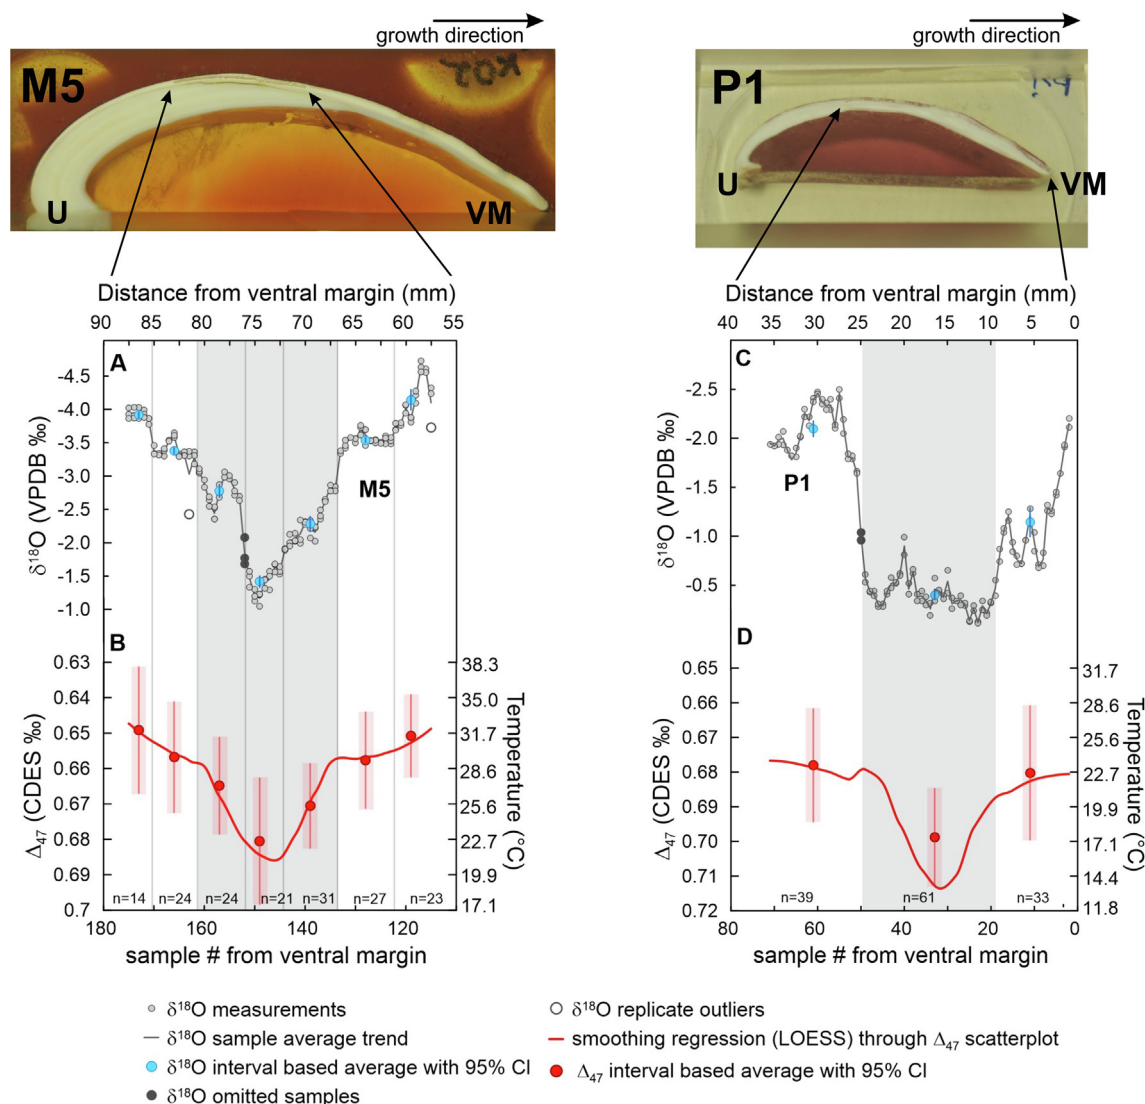 growth direction
growth direction
M5
KO2
P1
U
VM
U
VM
Distance from ventral margin (mm)
90 85 80 75 70 65 60 55
Distance from ventral margin (mm)
40 35 30 25 20 15 10 5 0
A
-4.5
-4.0
-3.5
-3.0
-2.5
-2.0
-1.5
-1.0
δ¹⁸O (VPDB ‰)
M5
C
-2.5
-2.0
-1.5
-1.0
-0.5
δ¹⁸O (VPDB ‰)
P1
B
0.63
0.64
0.65
0.66
0.67
0.68
0.69
0.7
Δ₄₇ (CDES ‰)
38.3
35.0
31.7
28.6
25.6
22.7
19.9
17.1
Temperature (°C)
n=14 n=24 n=24 n=21 n=31 n=27 n=23
180 160 140 120
sample # from ventral margin
D
0.65
0.66
0.67
0.68
0.69
0.70
0.71
0.72
Δ₄₇ (CDES ‰)
31.7
28.6
25.6
22.7
19.9
17.1
14.4
11.8
Temperature (°C)
n=39 n=61 n=33
80 60 40 20 0
sample # from ventral margin
δ¹⁸O measurements
δ¹⁸O sample average trend
δ¹⁸O interval based average with 95% CI
δ¹⁸O omitted samples
δ¹⁸O replicate outliers
smoothing regression (LOESS) through Δ₄₇ scatterplot
Δ₄₇ interval based average with 95% CI